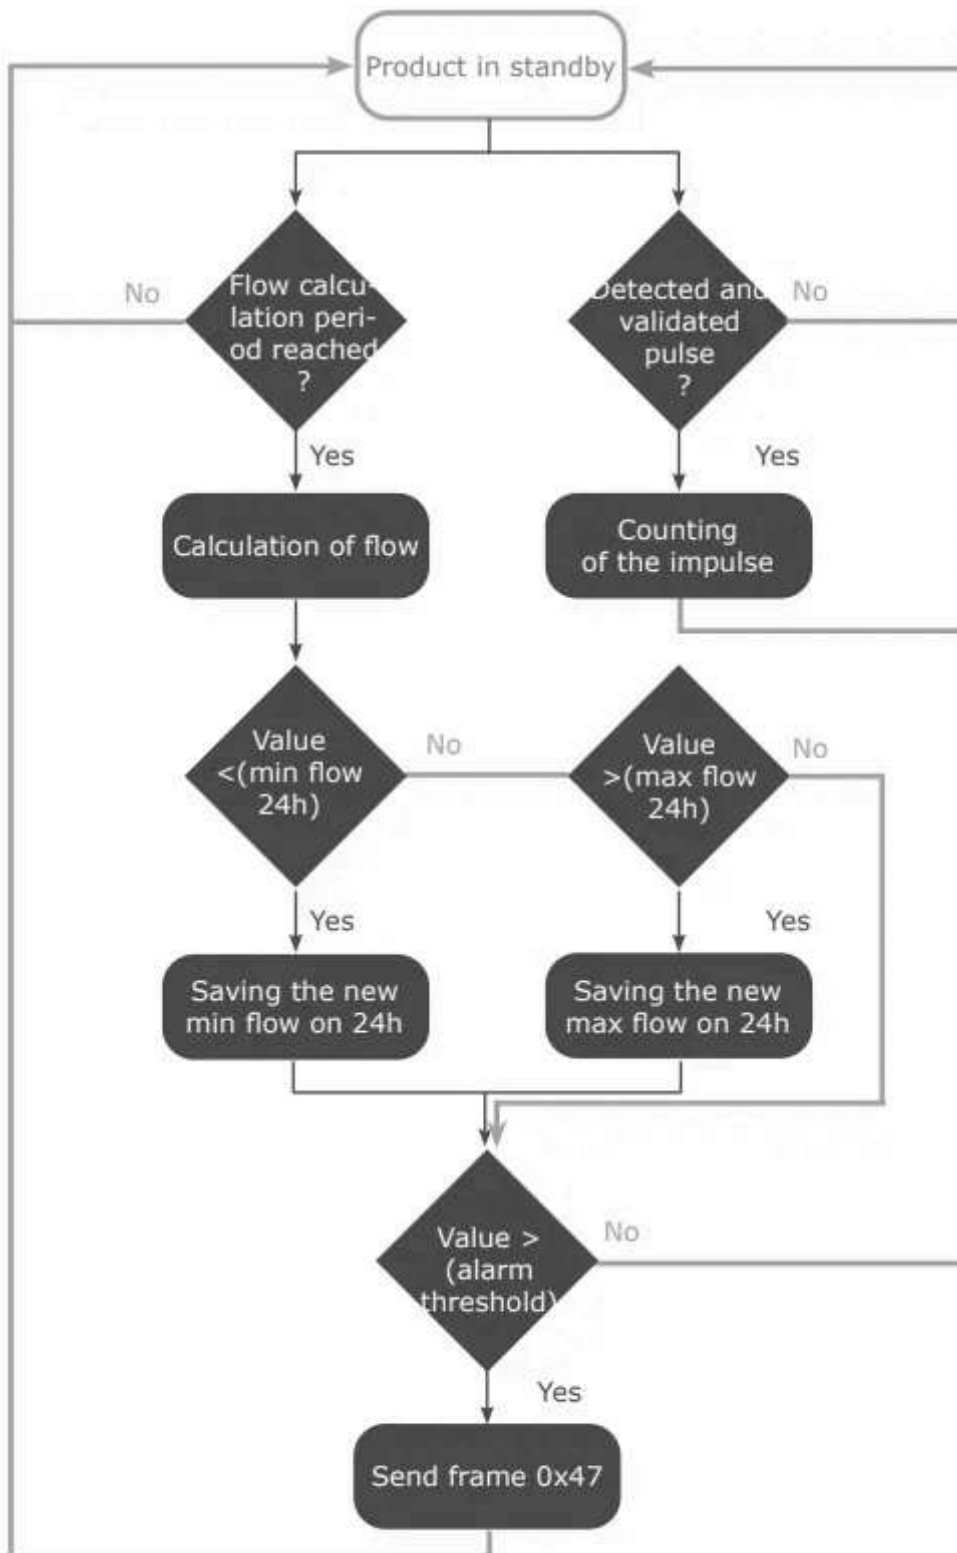 Product in standby
No
Flow calcu-
lation peri-
od reached
?
Detected and
validated
pulse
?
No
Yes
Yes
Calculation of flow
Counting
of the impulse
Value
<(min flow
24h)
No
Value
>(max flow
24h)
No
Yes
Yes
Saving the new
min flow on 24h
Saving the new
max flow on 24h
Value >
(alarm
threshold)
No
Yes
Send frame 0x47